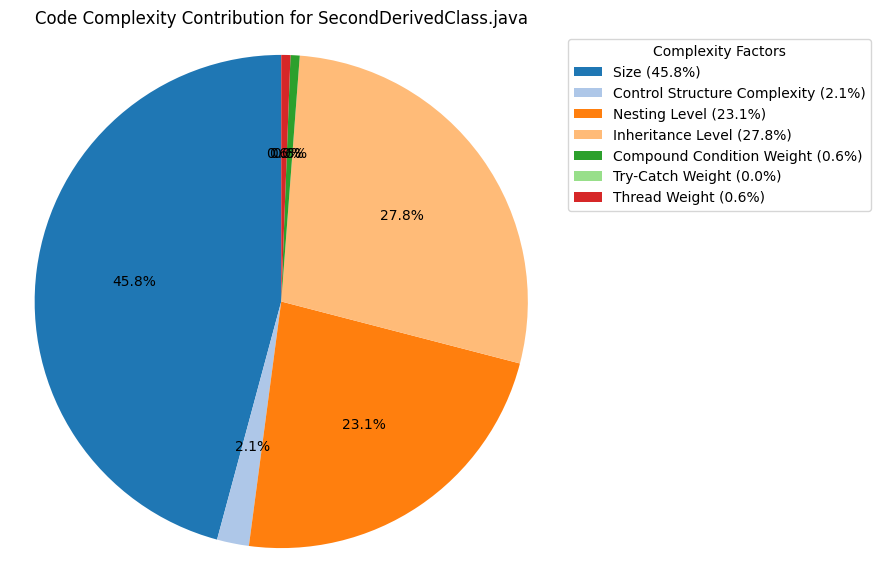 Code Complexity Contribution for SecondDerivedClass.java
Complexity Factors
Size (45.8%)
Control Structure Complexity (2.1%)
Nesting Level (23.1%)
Inheritance Level (27.8%)
Compound Condition Weight (0.6%)
Try-Catch Weight (0.0%)
Thread Weight (0.6%)
27.8%
45.8%
23.1%
2.1%